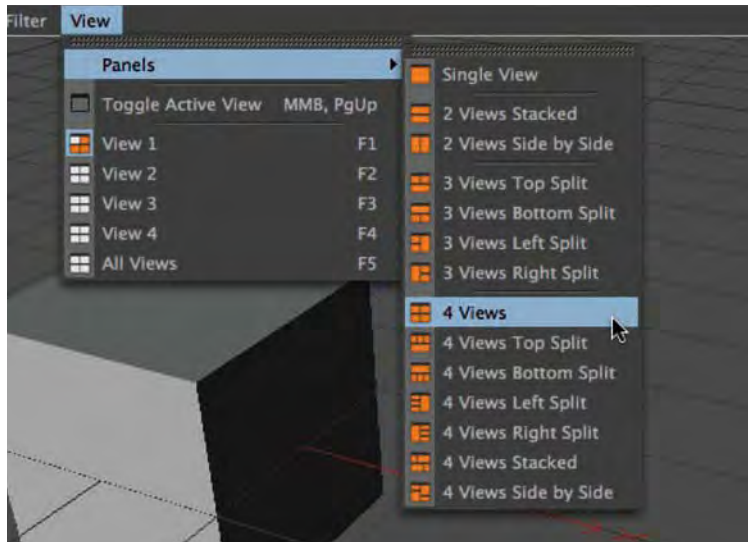 Filter View
Panels
Toggle Active View MMB, PgUp
View 1 F1
View 2 F2
View 3 F3
View 4 F4
All Views F5
Single View
2 Views Stacked
2 Views Side by Side
3 Views Top Split
3 Views Bottom Split
3 Views Left Split
3 Views Right Split
4 Views
4 Views Top Split
4 Views Bottom Split
4 Views Left Split
4 Views Right Split
4 Views Stacked
4 Views Side by Side